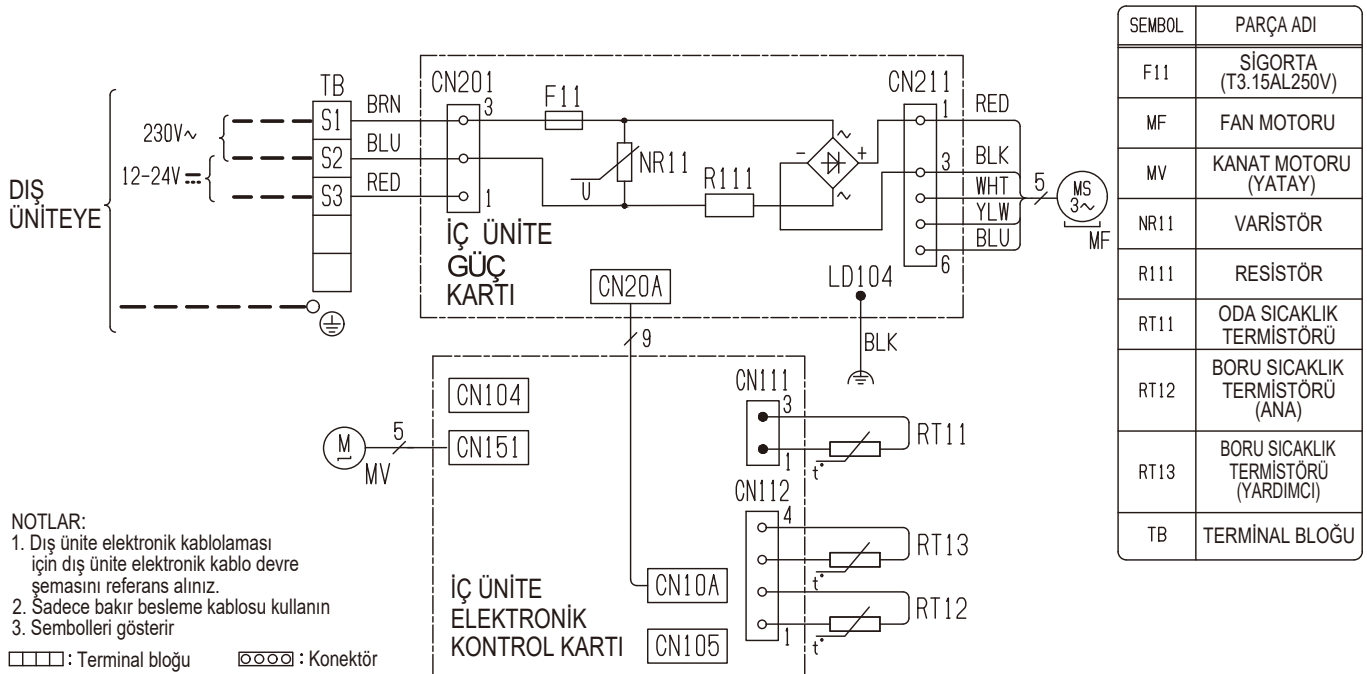 DIŞ
ÜNİTEYE
230V~
12-24V
TB
S1
S2
S3
BRN
BLU
RED
CN201
3
1
F11
NR11
U
R111
~
-
+
~
CN211
1
3
6
RED
BLK
WHT
YLW
BLU
5
MS
3~
MF
İÇ ÜNİTE
GÜÇ
KARTI
CN20A
LD104
BLK
9
CN104
CN151
M
5
MV
CN111
3
1
t°
RT11
CN112
4
1
t°
RT13
t°
RT12
CN10A
CN105
İÇ ÜNİTE
ELEKTRONİK
KONTROL KARTI
NOTLAR:
1. Dış ünite elektronik kablolaması
için dış ünite elektronik kablo devre
şemasını referans alınız.
2. Sadece bakır besleme kablosu kullanın
3. Sembolleri gösterir
: Terminal bloğu : Konektör
SEMBOL PARÇA ADI
F11 SİGORTA
(T3.15AL250V)
MF FAN MOTORU
MV KANAT MOTORU
(YATAY)
NR11 VARİSTÖR
R111 RESİSTÖR
RT11 ODA SICAKLIK
TERMİSTÖRÜ
RT12 BORU SICAKLIK
TERMİSTÖRÜ
(ANA)
RT13 BORU SICAKLIK
TERMİSTÖRÜ
(YARDIMCI)
TB TERMİNAL BLOĞU